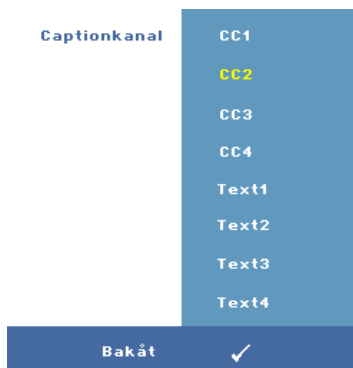 Captionkanal CC1
CC2
CC3
CC4
Text1
Text2
Text3
Text4
Bakåt ✓